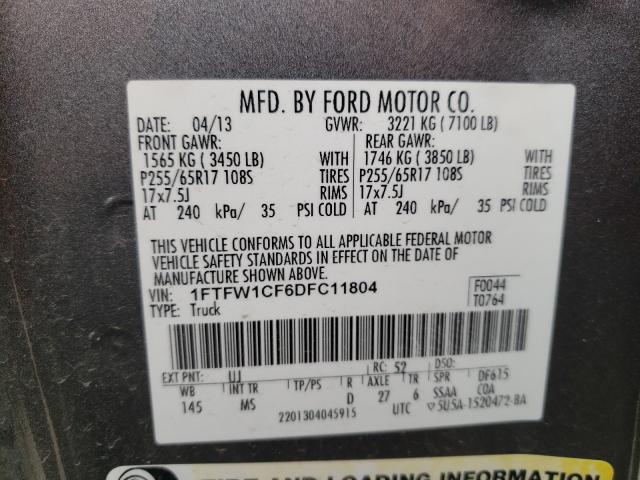 MFD. BY FORD MOTOR CO.
DATE: 04/13 GVWR: 3221 KG ( 7100 LB)
FRONT GAWR: REAR GAWR:
1565 KG ( 3450 LB) WITH 1746 KG ( 3850 LB) WITH
P255/65R17 108S TIRES P255/65R17 108S TIRES
17x7.5J RIMS 17x7.5J RIMS
AT 240 kPa/ 35 PSI COLD AT 240 kPa/ 35 PSI COLD
THIS VEHICLE CONFORMS TO ALL APPLICABLE FEDERAL MOTOR
VEHICLE SAFETY STANDARDS IN EFFECT ON THE DATE OF
MANUFACTURE SHOWN ABOVE.
VIN: 1FTFW1CF6DFC11804 F0044
TYPE: Truck T0764
EXT PNT: UJ RC: 52 DSO:
WB INT TR TP/PS R AXLE TR SPR DF615
145 MS D 27 6 SSAA COA
2201304045915 UTC ▽5U5A-1520472-BA
TIRE AND LOADING INFORMATION